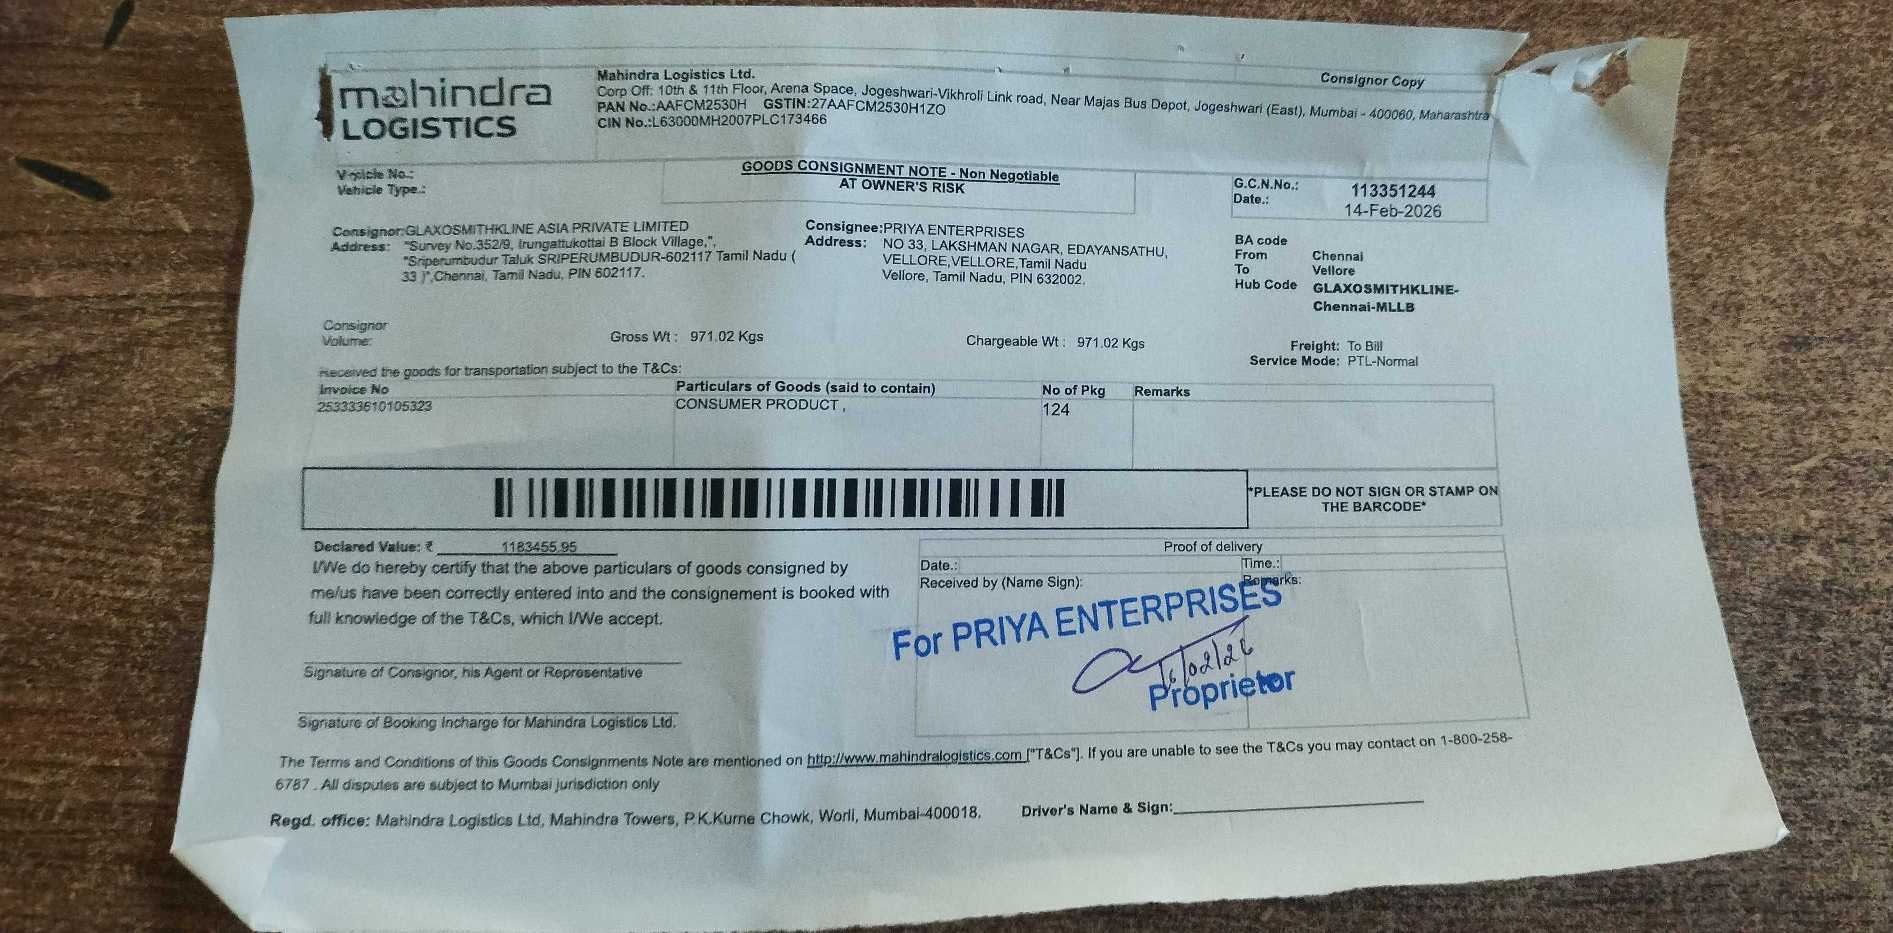 mahindra
LOGISTICS
Mahindra Logistics Ltd.
Consignor Copy
Corp Off: 10th & 11th Floor, Arena Space, Jogeshwari-Vikhroli Link road, Near Majas Bus Depot, Jogeshwari (East), Mumbai - 400060, Maharashtra
PAN No.:AAFCM2530H GSTIN:27AAFCM2530H1ZO
CIN No.:L63000MH2007PLC173466
Vehicle No.:
Vehicle Type.:
GOODS CONSIGNMENT NOTE - Non Negotiable
AT OWNER'S RISK
G.C.N.No.: 113351244
Date.: 14-Feb-2026
Consignor:GLAXOSMITHKLINE ASIA PRIVATE LIMITED
Address: "Survey No.352/9, Irungattukottai B Block Village,",
"Sriperumbudur Taluk SRIPERUMBUDUR-602117 Tamil Nadu (
33 )",Chennai, Tamil Nadu, PIN 602117.
Consignee:PRIYA ENTERPRISES
Address: NO 33, LAKSHMAN NAGAR, EDAYANSATHU,
VELLORE,VELLORE,Tamil Nadu
Vellore, Tamil Nadu, PIN 632002.
BA code
From Chennai
To Vellore
Hub Code GLAXOSMITHKLINE-
Chennai-MLLB
Consignor
Volume:
Gross Wt : 971.02 Kgs
Chargeable Wt : 971.02 Kgs
Freight: To Bill
Service Mode: PTL-Normal
Received the goods for transportation subject to the T&Cs:
Invoice No Particulars of Goods (said to contain) No of Pkg Remarks
253333610105323 CONSUMER PRODUCT , 124
*PLEASE DO NOT SIGN OR STAMP ON
THE BARCODE*
Declared Value: ₹ 1183455.95
I/We do hereby certify that the above particulars of goods consigned by
me/us have been correctly entered into and the consignement is booked with
full knowledge of the T&Cs, which I/We accept.
Signature of Consignor, his Agent or Representative
Signature of Booking Incharge for Mahindra Logistics Ltd.
Proof of delivery
Date.: Time.:
Received by (Name Sign): Remarks:
For PRIYA ENTERPRISES
16/02/26
Proprietor
The Terms and Conditions of this Goods Consignments Note are mentioned on http://www.mahindralogistics.com ["T&Cs"]. If you are unable to see the T&Cs you may contact on 1-800-258-
6787 . All disputes are subject to Mumbai jurisdiction only
Regd. office: Mahindra Logistics Ltd, Mahindra Towers, P.K.Kurne Chowk, Worli, Mumbai-400018.
Driver's Name & Sign: